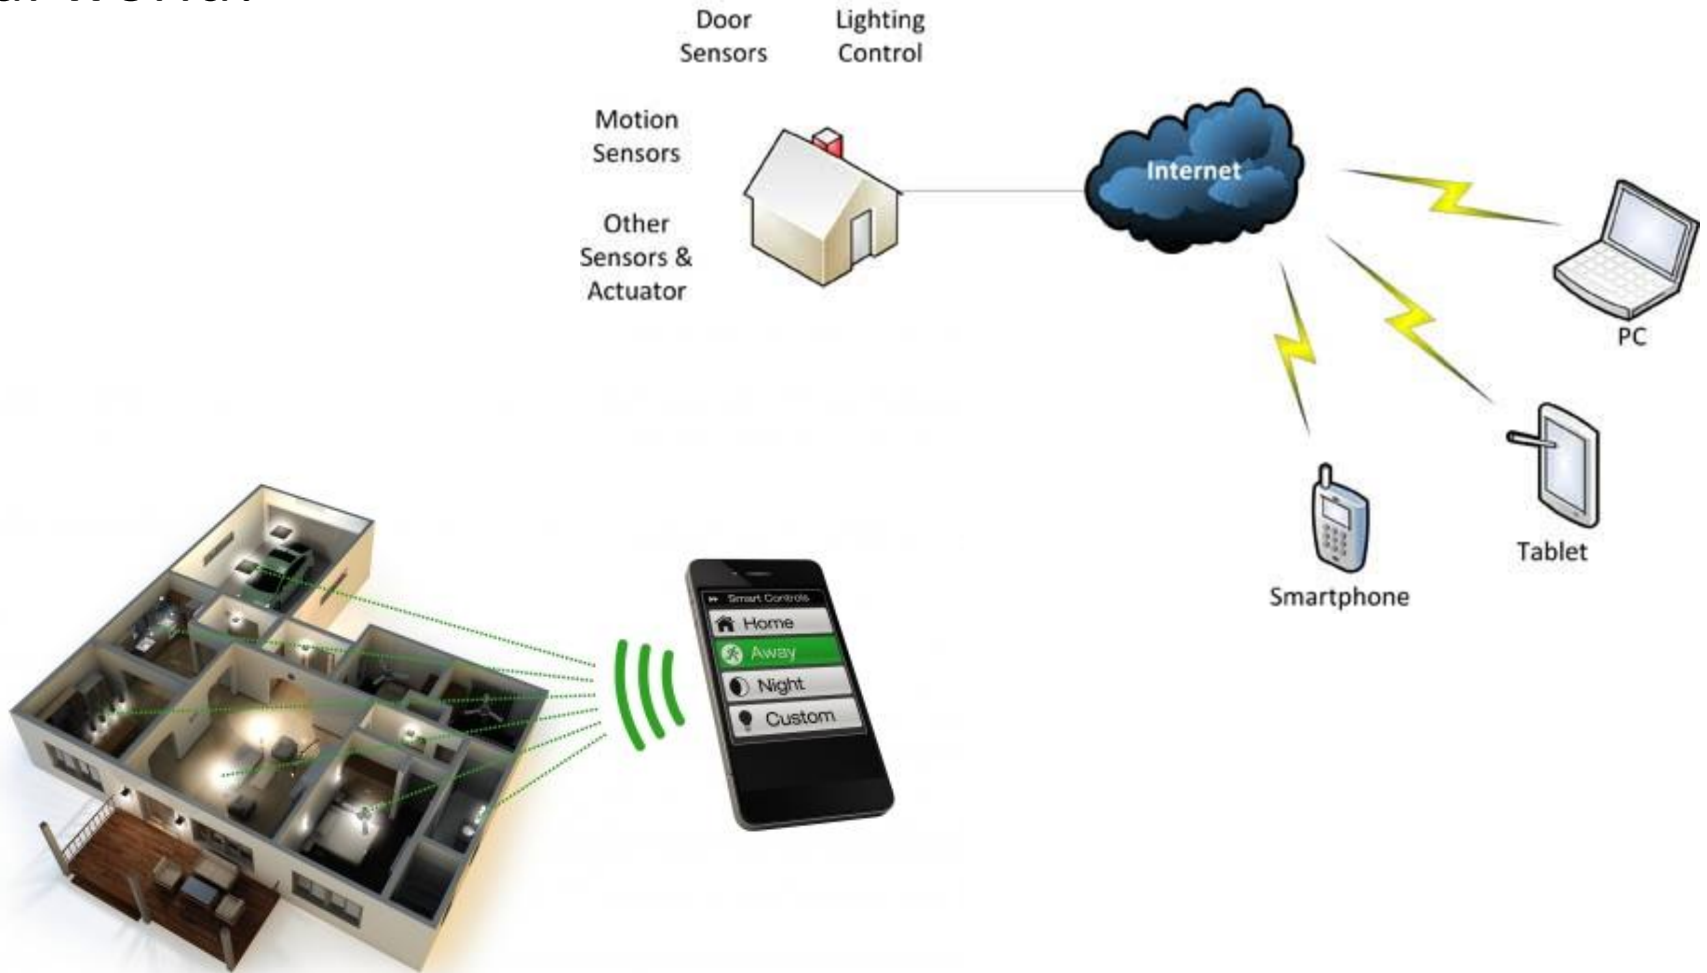 Door
Sensors
Lighting
Control
Motion
Sensors
Other
Sensors &
Actuator
Internet
PC
Tablet
Smartphone
Smart Controls
Home
Away
Night
Custom